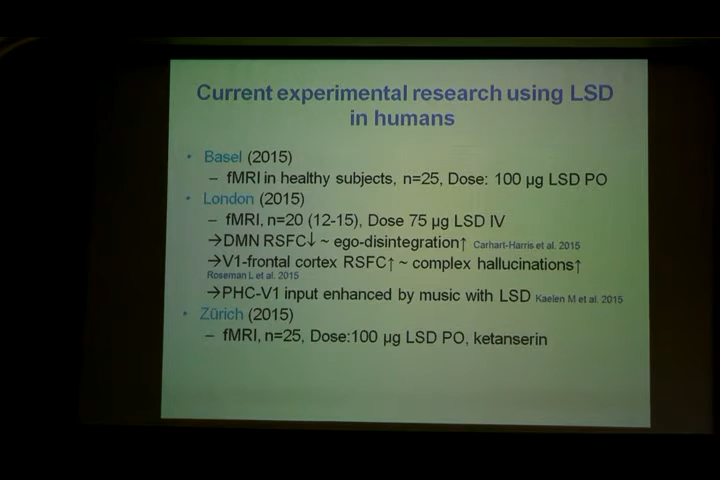 Current experimental research using LSD
in humans
• Basel (2015)
– fMRI in healthy subjects, n=25, Dose: 100 µg LSD PO
• London (2015)
– fMRI, n=20 (12-15), Dose 75 µg LSD IV
→DMN RSFC↓ ~ ego-disintegration↑ Carhart-Harris et al. 2015
→V1-frontal cortex RSFC↑ ~ complex hallucinations↑
Roseman L et al. 2015
→PHC-V1 input enhanced by music with LSD Kaelen M et al. 2015
• Zürich (2015)
– fMRI, n=25, Dose:100 µg LSD PO, ketanserin